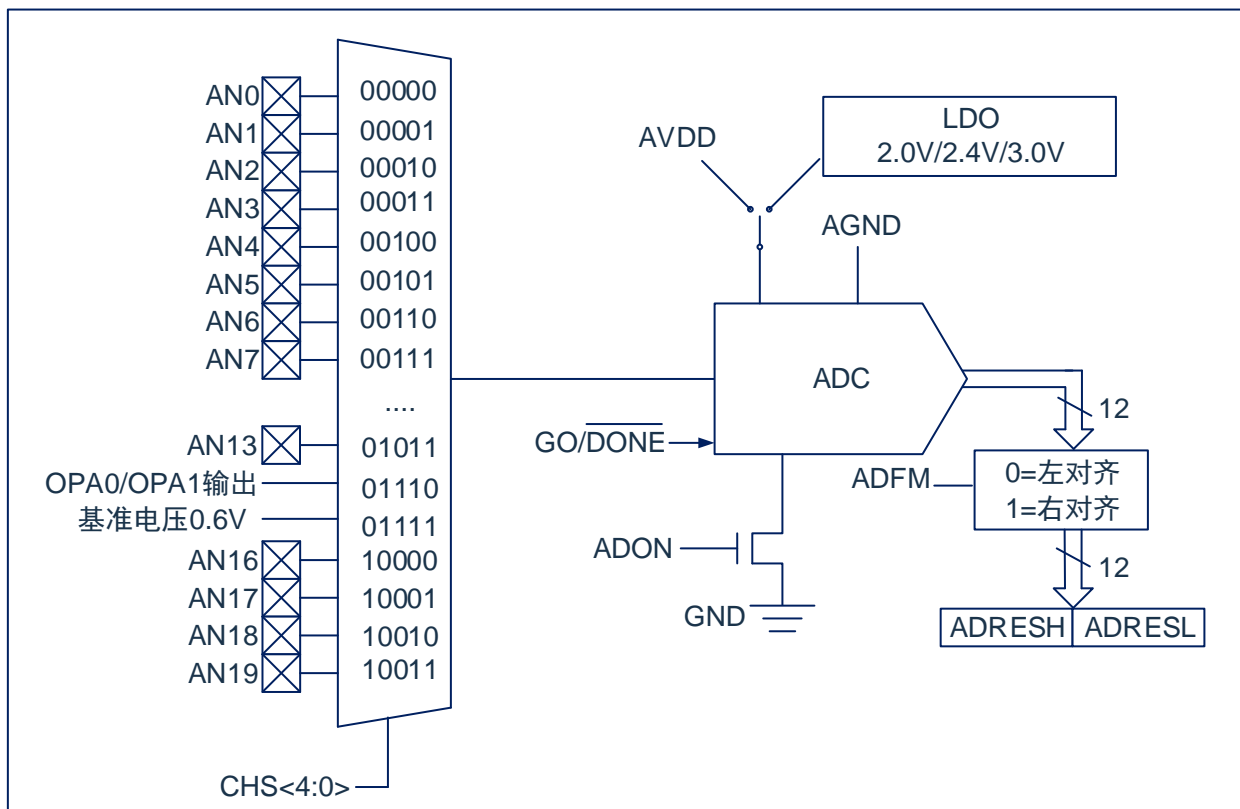 AN0
00000
AN1
00001
AN2
00010
AN3
00011
AN4
00100
AN5
00101
AN6
00110
AN7
00111
....
AN13
01011
OPA0/OPA1输出
01110
基准电压0.6V
01111
AN16
10000
AN17
10001
AN18
10010
AN19
10011
CHS<4:0>
AVDD
LDO
2.0V/2.4V/3.0V
AGND
ADC
GO/DONE
ADON
GND
12
ADFM
0=左对齐
1=右对齐
12
ADRESH
ADRESL